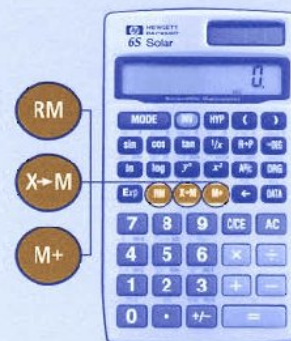 RM
X→M
M+
HEWLETT
PACKARD
6S Solar
0.
MODE INV HYP ( )
sin cos tan 1/x R→P →DEG
ln log x² DRG
Exp RM X→M M+ ← DATA
7 8 9 C/CE AC
4 5 6 × ÷
1 2 3 + −
0 · +/− =